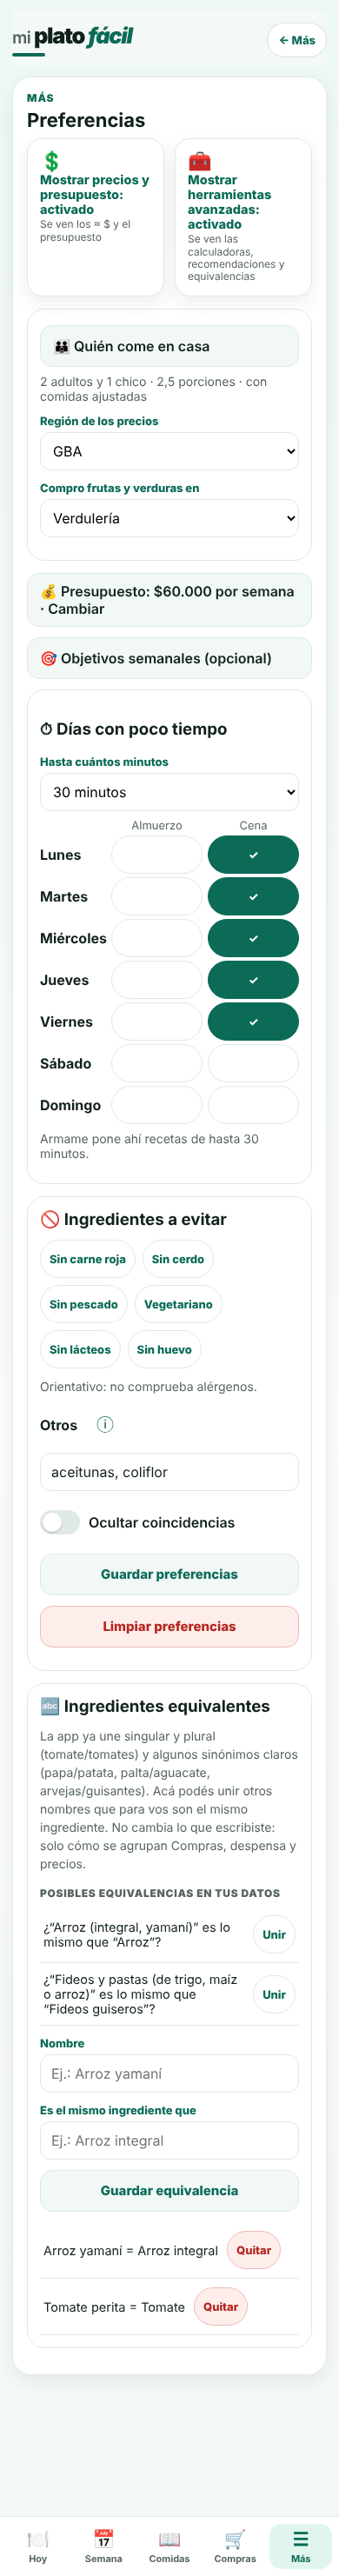 mi plato fácil
← Más
MÁS
Preferencias
Mostrar precios y
presupuesto:
activado
Se ven los ≈ $ y el
presupuesto
Mostrar
herramientas
avanzadas:
activado
Se ven las
calculadoras,
recomendaciones y
equivalencias
Quién come en casa
2 adultos y 1 chico · 2,5 porciones · con
comidas ajustadas
Región de los precios
GBA
Compro frutas y verduras en
Verdulería
Presupuesto: $60.000 por semana
· Cambiar
Objetivos semanales (opcional)
Días con poco tiempo
Hasta cuántos minutos
30 minutos
Almuerzo Cena
Lunes ✓
Martes ✓
Miércoles ✓
Jueves ✓
Viernes ✓
Sábado
Domingo
Armame pone ahí recetas de hasta 30
minutos.
Ingredientes a evitar
Sin carne roja Sin cerdo
Sin pescado Vegetariano
Sin lácteos Sin huevo
Orientativo: no comprueba alérgenos.
Otros ⓘ
aceitunas, coliflor
Ocultar coincidencias
Guardar preferencias
Limpiar preferencias
🔤 Ingredientes equivalentes
La app ya une singular y plural
(tomate/tomates) y algunos sinónimos claros
(papa/patata, palta/aguacate,
arvejas/guisantes). Acá podés unir otros
nombres que para vos son el mismo
ingrediente. No cambia lo que escribiste:
solo cómo se agrupan Compras, despensa y
precios.
POSIBLES EQUIVALENCIAS EN TUS DATOS
¿“Arroz (integral, yamaní)” es lo
mismo que “Arroz”?
Unir
¿“Fideos y pastas (de trigo, maíz
o arroz)” es lo mismo que
“Fideos guiseros”?
Unir
Nombre
Ej.: Arroz yamaní
Es el mismo ingrediente que
Ej.: Arroz integral
Guardar equivalencia
Arroz yamaní = Arroz integral Quitar
Tomate perita = Tomate Quitar
Hoy Semana Comidas Compras Más